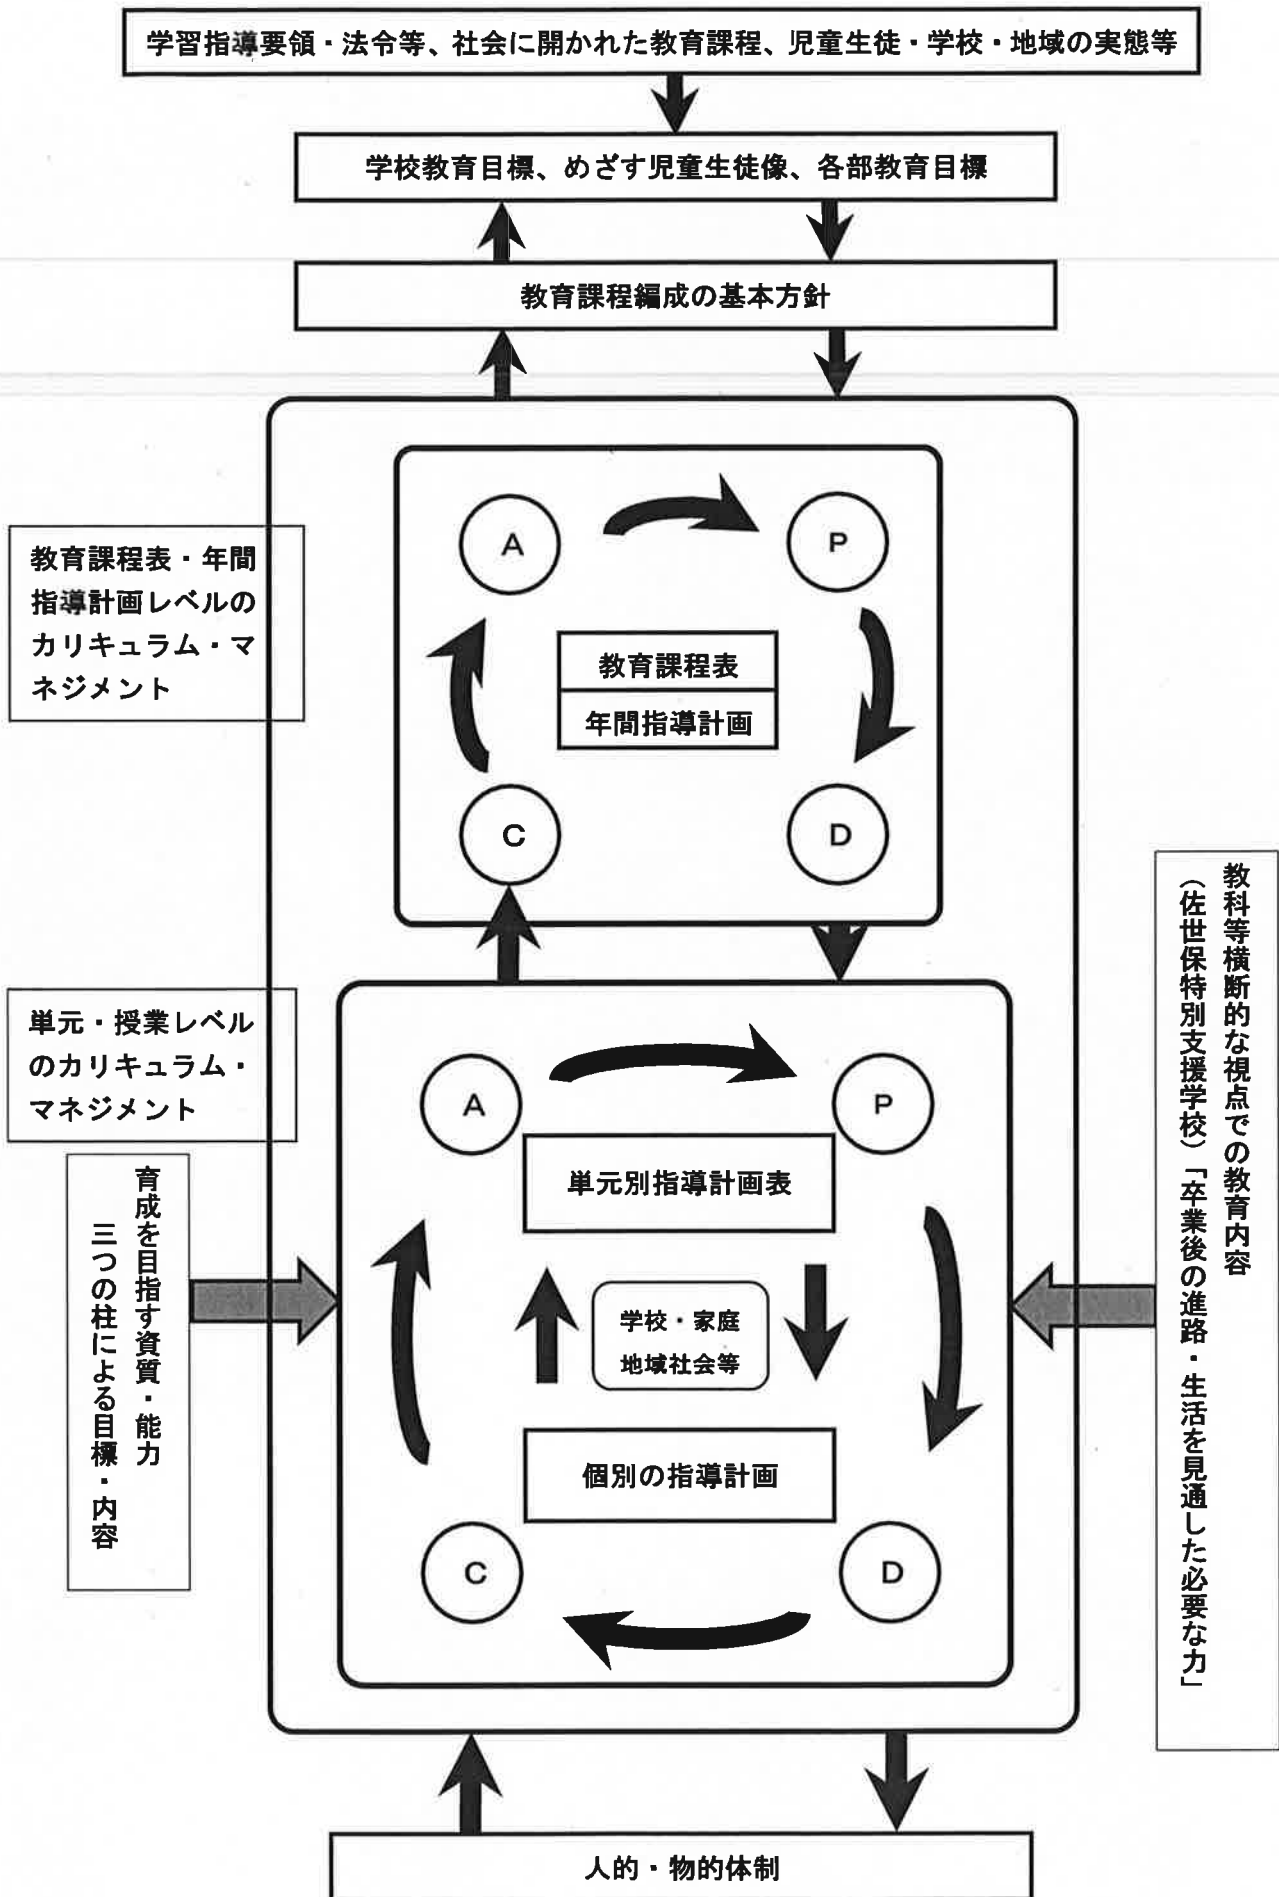 学習指導要領・法令等、社会に開かれた教育課程、児童生徒・学校・地域の実態等
学校教育目標、めざす児童生徒像、各部教育目標
教育課程編成の基本方針
教育課程表・年間
指導計画レベルの
カリキュラム・マ
ネジメント
A
P
教育課程表
年間指導計画
C
D
単元・授業レベル
のカリキュラム・
マネジメント
A
P
単元別指導計画表
学校・家庭
地域社会等
個別の指導計画
C
D
育成を目指す資質・能力
三つの柱による目標・内容
教科等横断的な視点での教育内容
（佐世保特別支援学校）「卒業後の進路・生活を見通した必要な力」
人的・物的体制